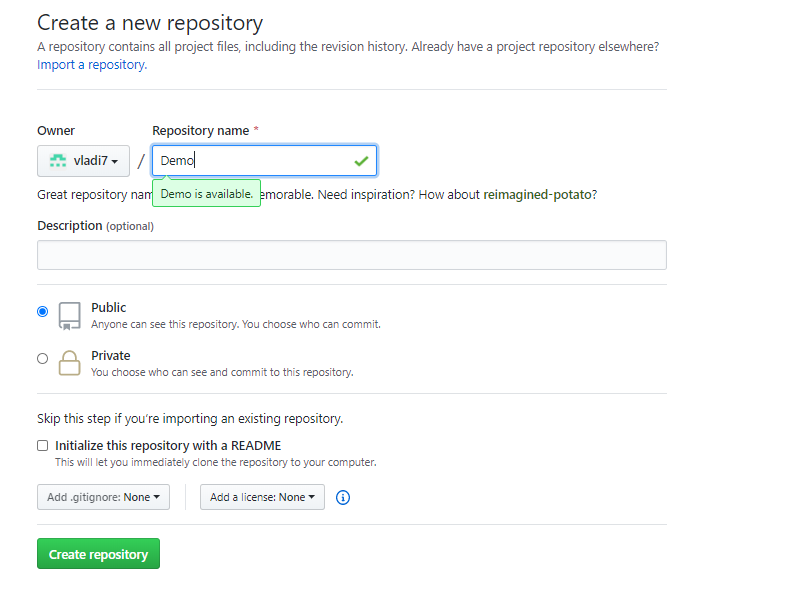 Create a new repository
A repository contains all project files, including the revision history. Already have a project repository elsewhere?
Import a repository.
Owner
Repository name *
vladi7
/
Demo
Demo is available.
Great repository nam emorable. Need inspiration? How about reimagined-potato?
Description (optional)
Public
Anyone can see this repository. You choose who can commit.
Private
You choose who can see and commit to this repository.
Skip this step if you're importing an existing repository.
Initialize this repository with a README
This will let you immediately clone the repository to your computer.
Add .gitignore: None
Add a license: None
Create repository